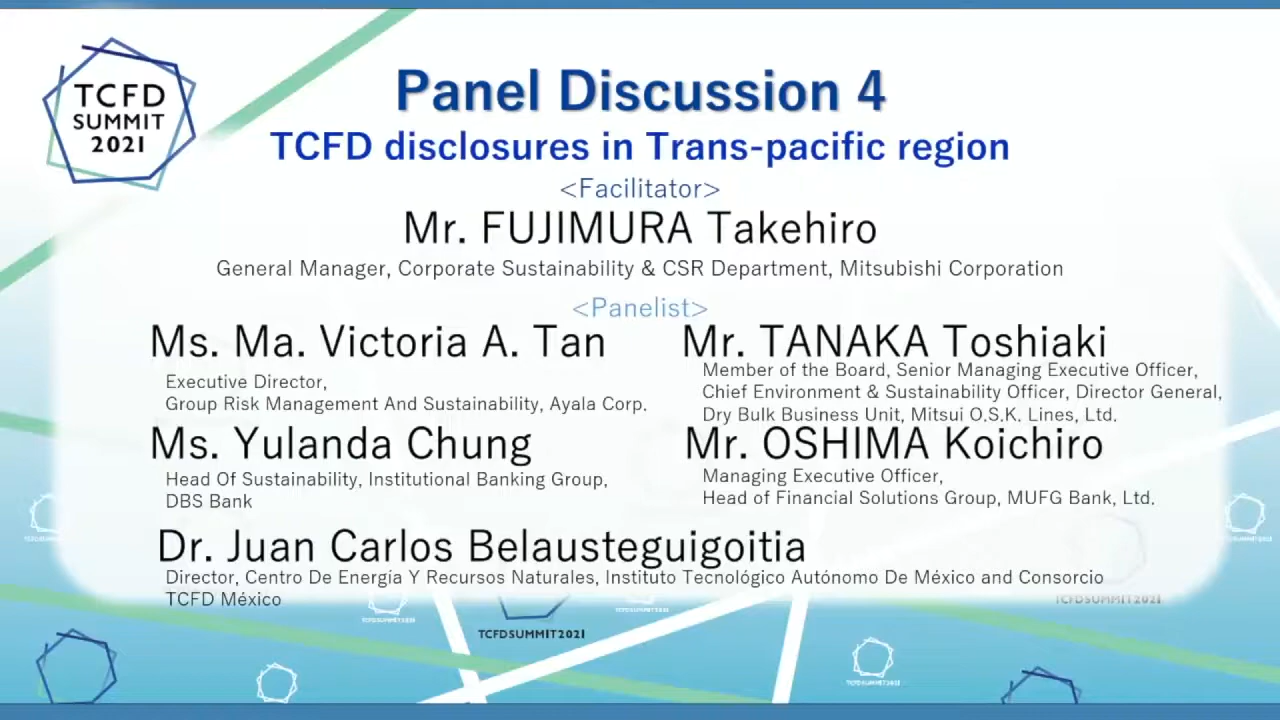 TCFD
SUMMIT
2021
Panel Discussion 4
TCFD disclosures in Trans-pacific region
<Facilitator>
Mr. FUJIMURA Takehiro
General Manager, Corporate Sustainability & CSR Department, Mitsubishi Corporation
<Panelist>
Ms. Ma. Victoria A. Tan
Executive Director,
Group Risk Management And Sustainability, Ayala Corp.
Mr. TANAKA Toshiaki
Member of the Board, Senior Managing Executive Officer,
Chief Environment & Sustainability Officer, Director General,
Dry Bulk Business Unit, Mitsui O.S.K. Lines, Ltd.
Ms. Yulanda Chung
Head Of Sustainability, Institutional Banking Group,
DBS Bank
Mr. OSHIMA Koichiro
Managing Executive Officer,
Head of Financial Solutions Group, MUFG Bank, Ltd.
Dr. Juan Carlos Belausteguigoitia
Director, Centro De Energía Y Recursos Naturales, Instituto Tecnológico Autónomo De México and Consorcio
TCFD México
TCFDSUMMIT2021
TCFDSUMMIT2021
TCFDSUMMIT2021
TCFDSUMMIT2021